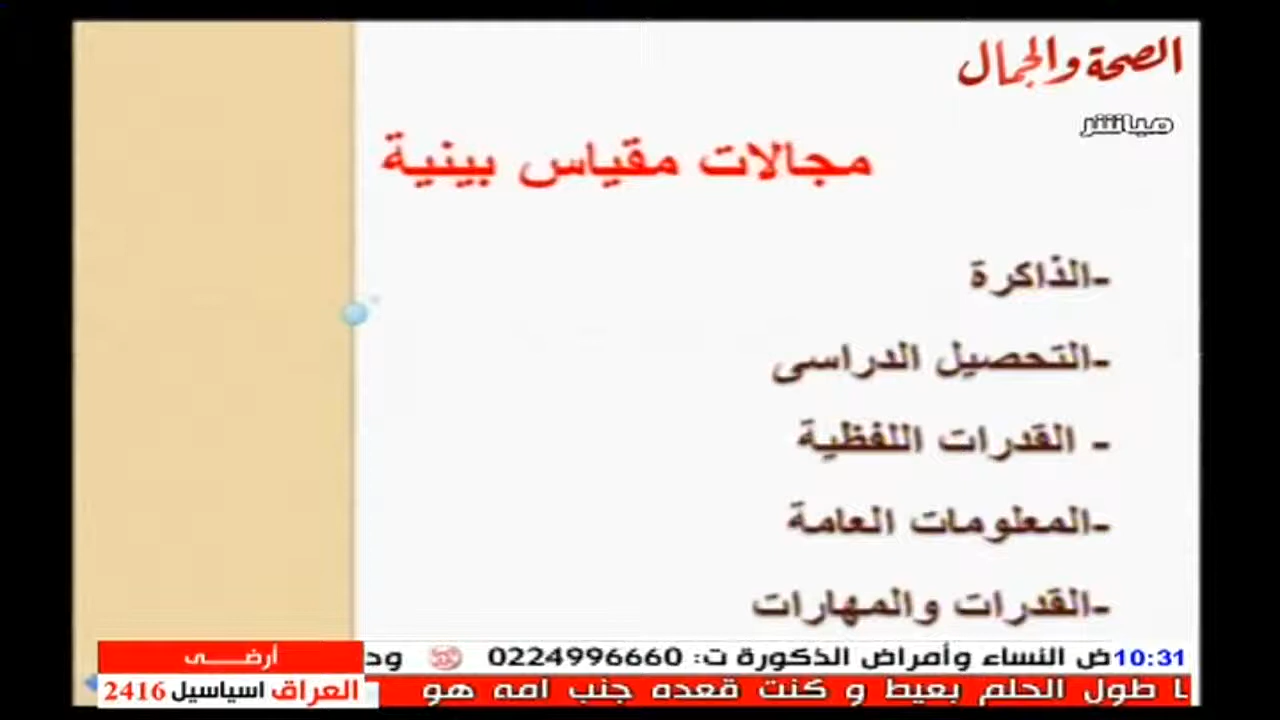 الصحة والجمال
مباشر
مجالات مقياس بينية
-الذاكرة
-التحصيل الدراسى
- القدرات اللفظية
-المعلومات العامة
-القدرات والمهارات
10:31 ض النساء وأمراض الذكورة ت: 0224996660 ود
أرضى
ا طول الحلم بعيط و كنت قعده جنب امه هو
العراق اسياسيل 2416